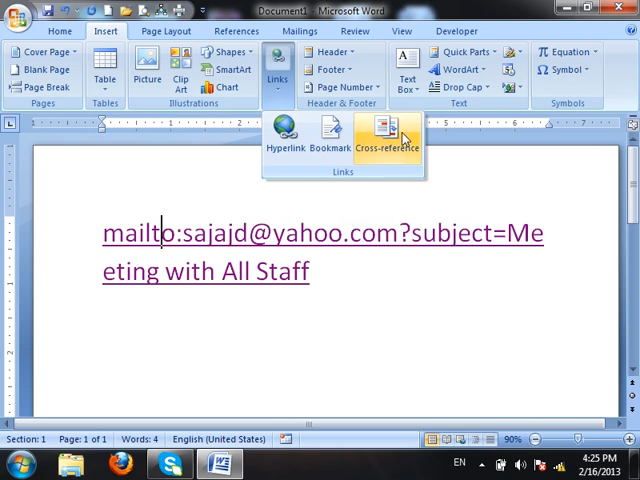 Document1 - Microsoft Word
Home Insert Page Layout References Mailings Review View Developer
Cover Page
Blank Page
Page Break
Pages
Table
Tables
Picture
Clip Art
Shapes
SmartArt
Chart
Illustrations
Links
Header
Footer
Page Number
Header & Footer
Text Box
Quick Parts
WordArt
Drop Cap
Text
Equation
Symbol
Symbols
Hyperlink Bookmark Cross-reference
Links
mailto:sajajd@yahoo.com?subject=Me
eting with All Staff
Section: 1 Page: 1 of 1 Words: 4 English (United States) 90%
EN
4:25 PM
2/16/2013